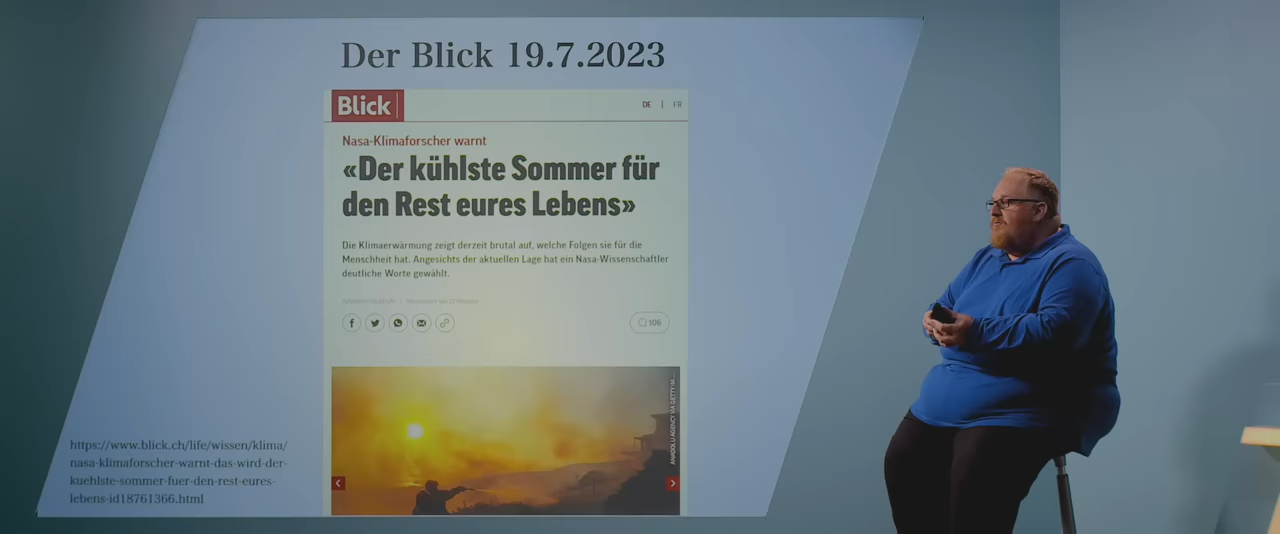 Der Blick 19.7.2023
Blick
DE | FR
Nasa-Klimaforscher warnt
«Der kühlste Sommer für
den Rest eures Lebens»
Die Klimaerwärmung zeigt derzeit brutal auf, welche Folgen sie für die
Menschheit hat. Angesichts der aktuellen Lage hat ein Nasa-Wissenschaftler
deutliche Worte gewählt.
106
https://www.blick.ch/life/wissen/klima/
nasa-klimaforscher-warnt-das-wird-der-
kuehlste-sommer-fuer-den-rest-eures-
lebens-id18761366.html